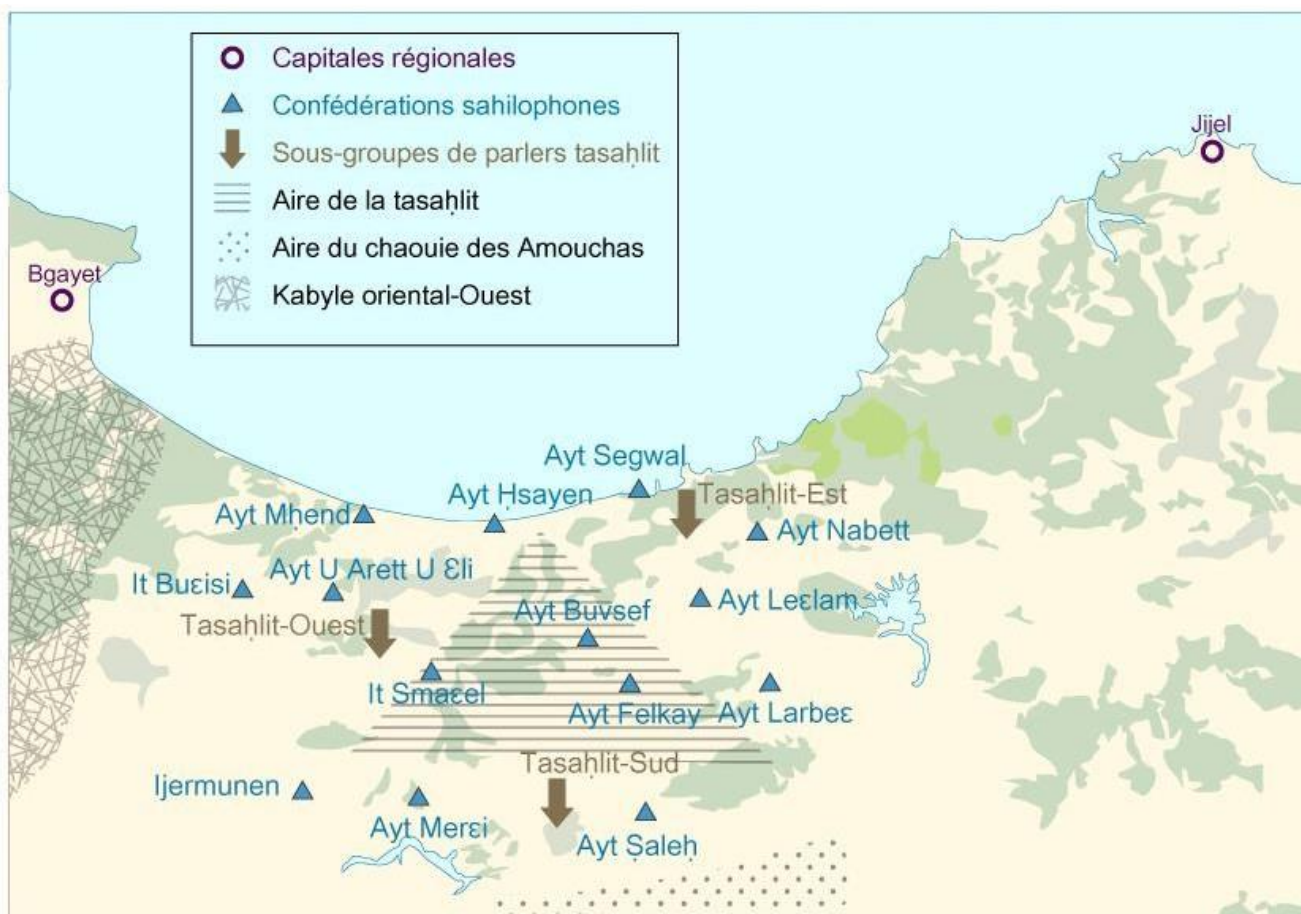 Capitales régionales
Confédérations sahilophones
Sous-groupes de parlers tasaḥlit
Aire de la tasaḥlit
Aire du chaouie des Amouchas
Kabyle oriental-Ouest
Jijel
Bgayet
Ayt Segwal
Ayt Ḥsayen
Tasaḥlit-Est
Ayt Mḥend
Ayt Nabett
Ayt U Arett U Ɛli
It Buɛisi
Ayt Leɛlam
Tasaḥlit-Ouest
Ayt Buvsef
It Smaɛel
Ayt Felkay
Ayt Larbeɛ
Tasaḥlit-Sud
Ijermunen
Ayt Merɛi
Ayt Ṣaleḥ